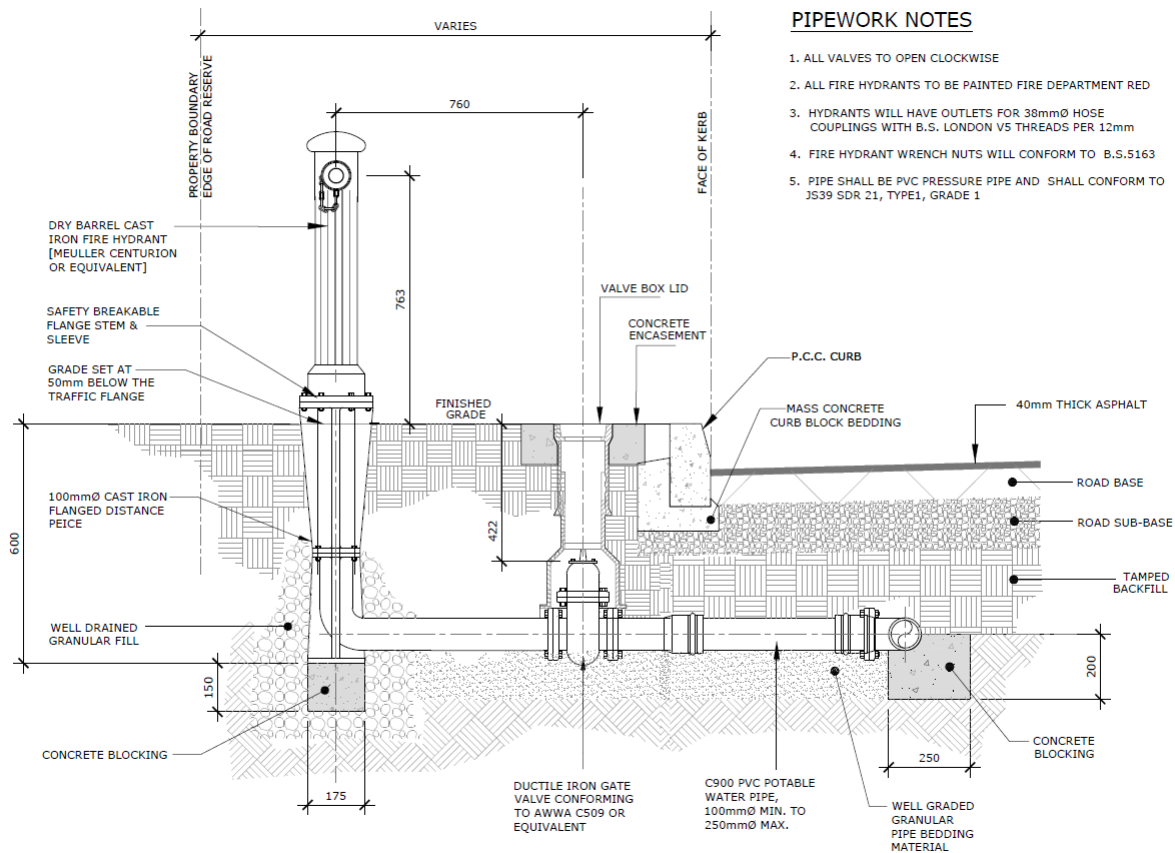 PIPEWORK NOTES
1. ALL VALVES TO OPEN CLOCKWISE
2. ALL FIRE HYDRANTS TO BE PAINTED FIRE DEPARTMENT RED
3. HYDRANTS WILL HAVE OUTLETS FOR 38mmØ HOSE
COUPLINGS WITH B.S. LONDON V5 THREADS PER 12mm
4. FIRE HYDRANT WRENCH NUTS WILL CONFORM TO B.S.5163
5. PIPE SHALL BE PVC PRESSURE PIPE AND SHALL CONFORM TO
JS39 SDR 21, TYPE1, GRADE 1
VARIES
PROPERTY BOUNDARY
EDGE OF ROAD RESERVE
760
FACE OF KERB
DRY BARREL CAST
IRON FIRE HYDRANT
[MEULLER CENTURION
OR EQUIVALENT]
763
SAFETY BREAKABLE
FLANGE STEM &
SLEEVE
GRADE SET AT
50mm BELOW THE
TRAFFIC FLANGE
VALVE BOX LID
CONCRETE
ENCASEMENT
P.C.C. CURB
FINISHED
GRADE
MASS CONCRETE
CURB BLOCK BEDDING
40mm THICK ASPHALT
ROAD BASE
ROAD SUB-BASE
TAMPED
BACKFILL
600
100mmØ CAST IRON
FLANGED DISTANCE
PEICE
422
WELL DRAINED
GRANULAR FILL
150
200
CONCRETE BLOCKING
175
DUCTILE IRON GATE
VALVE CONFORMING
TO AWWA C509 OR
EQUIVALENT
C900 PVC POTABLE
WATER PIPE,
100mmØ MIN. TO
250mmØ MAX.
250
WELL GRADED
GRANULAR
PIPE BEDDING
MATERIAL
CONCRETE
BLOCKING